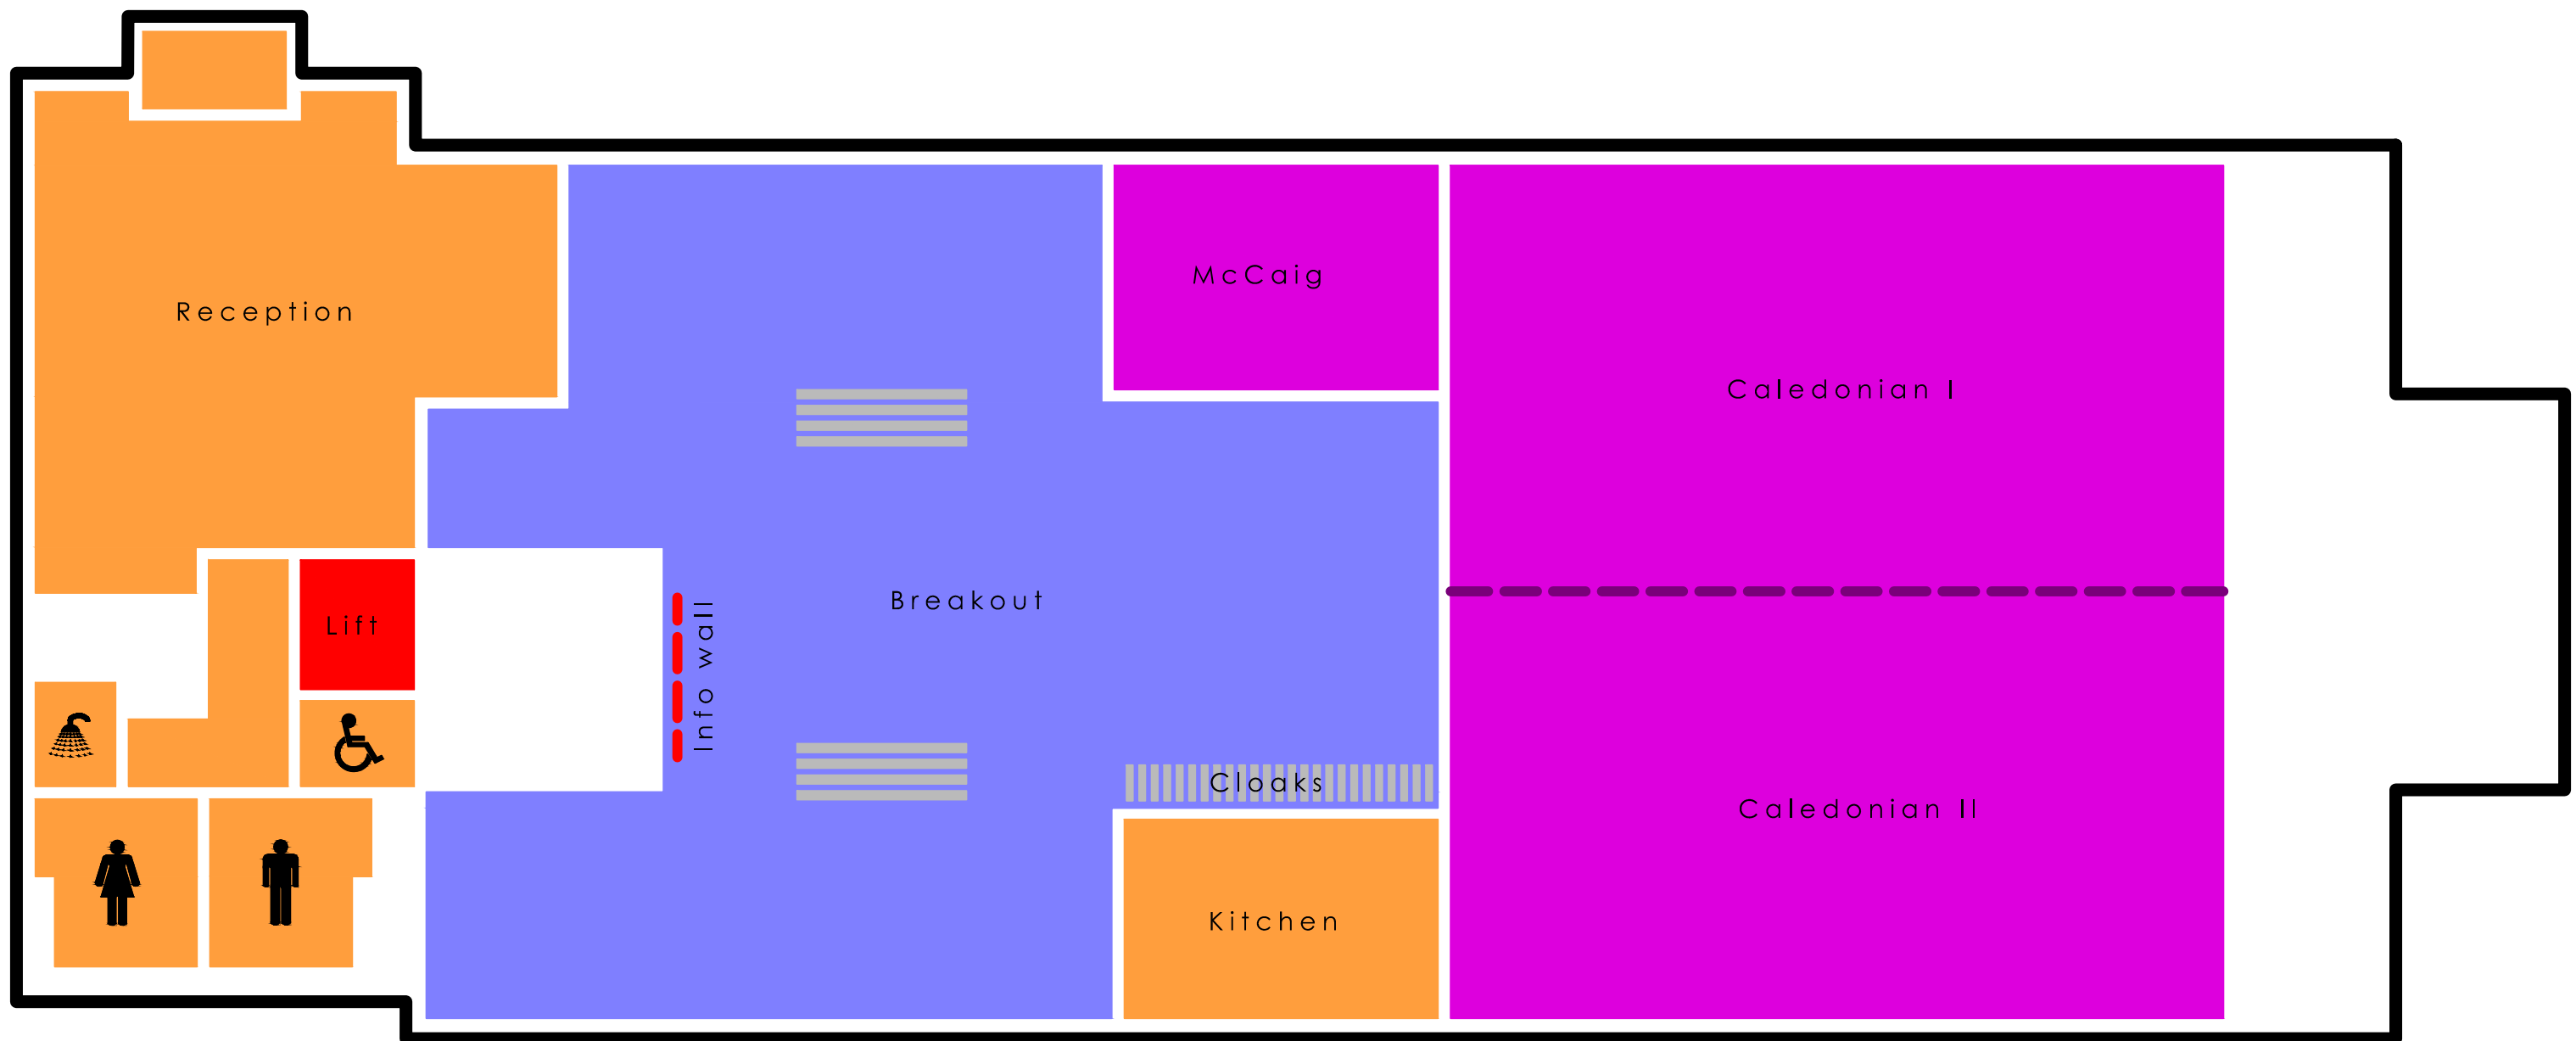 Reception
McCaig
Caledonian I
Lift
Info wall
Breakout
Cloaks
Caledonian II
Kitchen